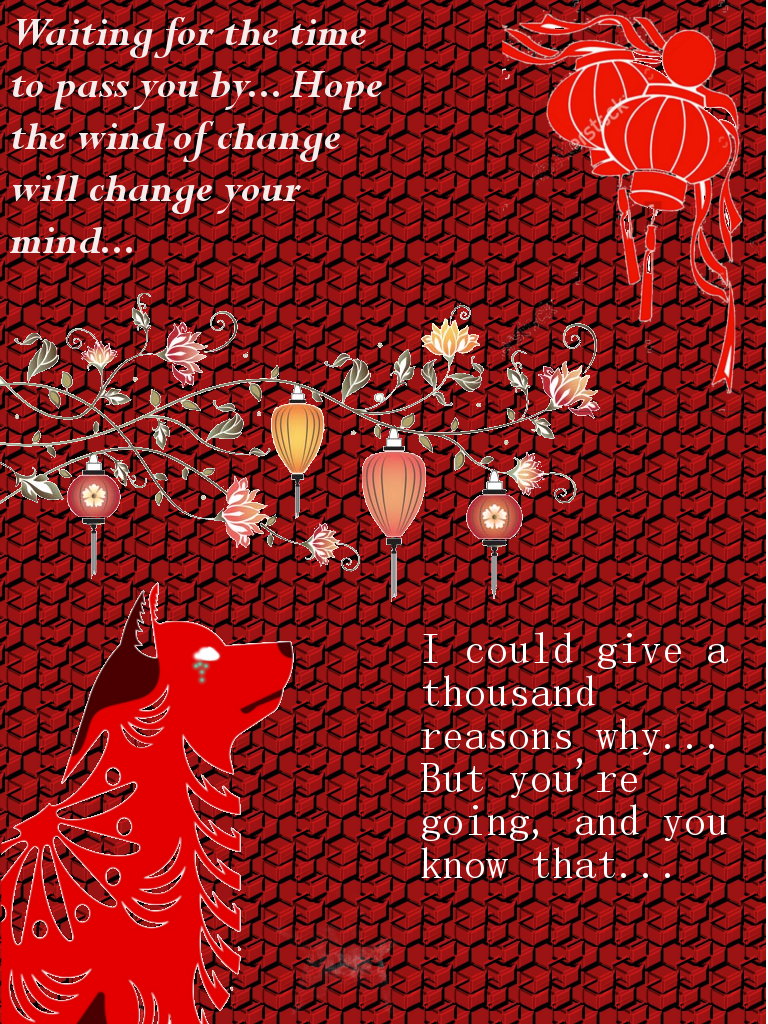 Waiting for the time
to pass you by... Hope
the wind of change
will change your
mind...
I could give a
thousand
reasons why...
But you're
going, and you
know that...